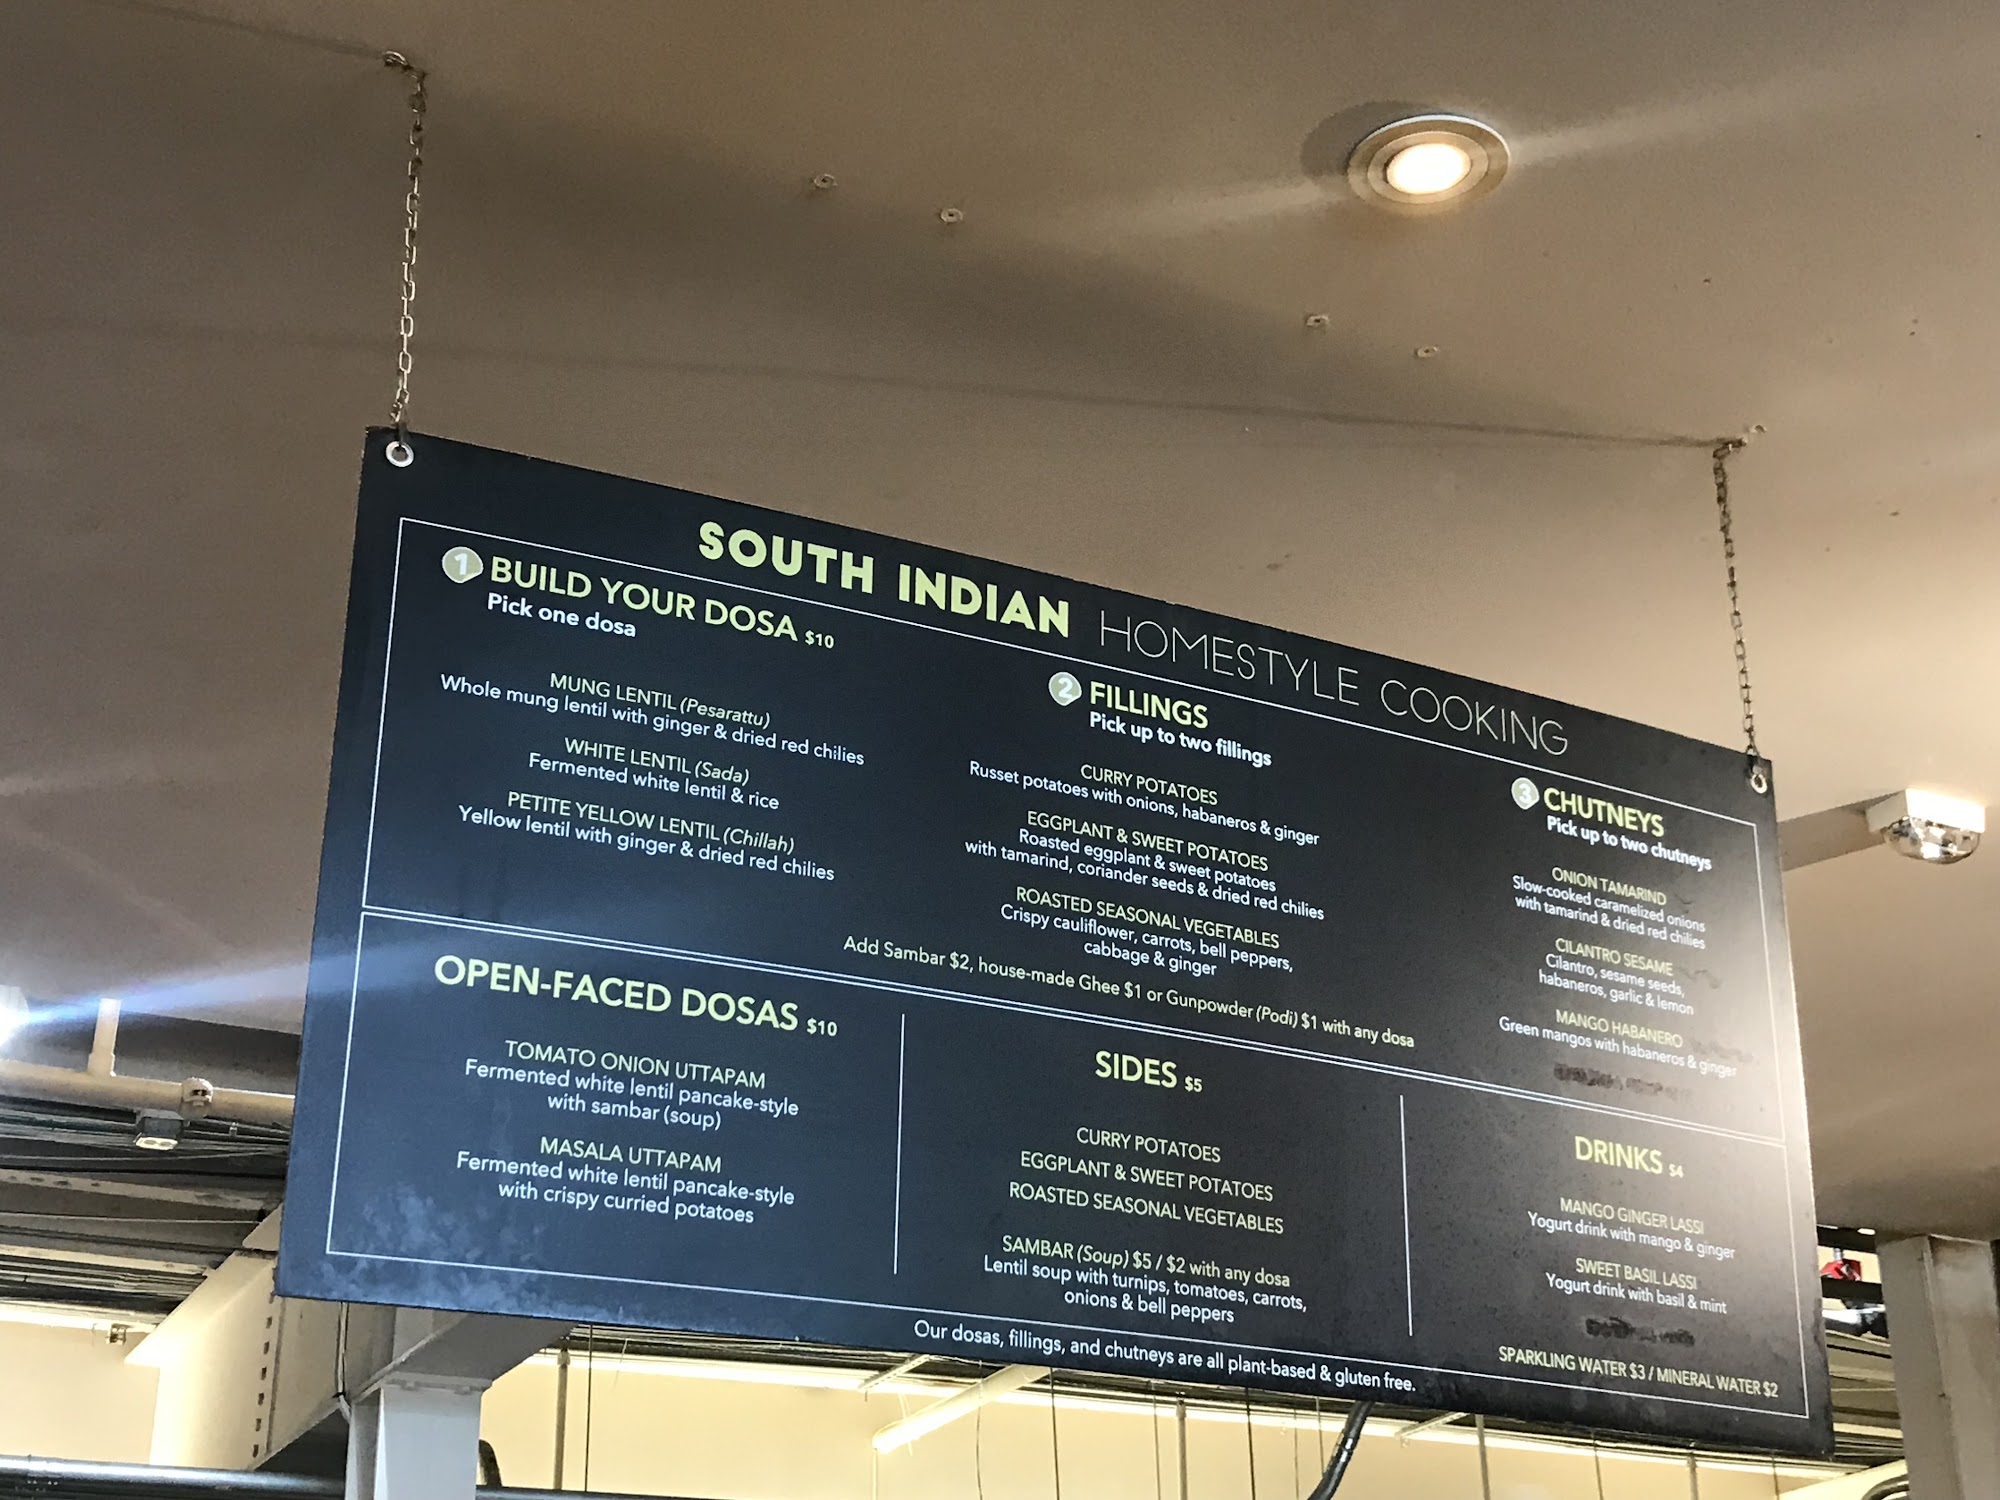 SOUTH INDIAN HOMESTYLE COOKING
1 BUILD YOUR DOSA $10
Pick one dosa
MUNG LENTIL (Pesarattu)
Whole mung lentil with ginger & dried red chilies
WHITE LENTIL (Sada)
Fermented white lentil & rice
PETITE YELLOW LENTIL (Chillah)
Yellow lentil with ginger & dried red chilies
2 FILLINGS
Pick up to two fillings
CURRY POTATOES
Russet potatoes with onions, habaneros & ginger
EGGPLANT & SWEET POTATOES
Roasted eggplant & sweet potatoes
with tamarind, coriander seeds & dried red chilies
ROASTED SEASONAL VEGETABLES
Crispy cauliflower, carrots, bell peppers,
cabbage & ginger
3 CHUTNEYS
Pick up to two chutneys
ONION TAMARIND
Slow-cooked caramelized onions
with tamarind & dried red chilies
CILANTRO SESAME
Cilantro, sesame seeds,
habaneros, garlic & lemon
MANGO HABANERO
Green mangos with habaneros & ginger
Add Sambar $2, house-made Ghee $1 or Gunpowder (Podi) $1 with any dosa
OPEN-FACED DOSAS $10
TOMATO ONION UTTAPAM
Fermented white lentil pancake-style
with sambar (soup)
MASALA UTTAPAM
Fermented white lentil pancake-style
with crispy curried potatoes
SIDES $5
CURRY POTATOES
EGGPLANT & SWEET POTATOES
ROASTED SEASONAL VEGETABLES
SAMBAR (Soup) $5 / $2 with any dosa
Lentil soup with turnips, tomatoes, carrots,
onions & bell peppers
DRINKS $4
MANGO GINGER LASSI
Yogurt drink with mango & ginger
SWEET BASIL LASSI
Yogurt drink with basil & mint
SPARKLING WATER $3 / MINERAL WATER $2
Our dosas, fillings, and chutneys are all plant-based & gluten free.